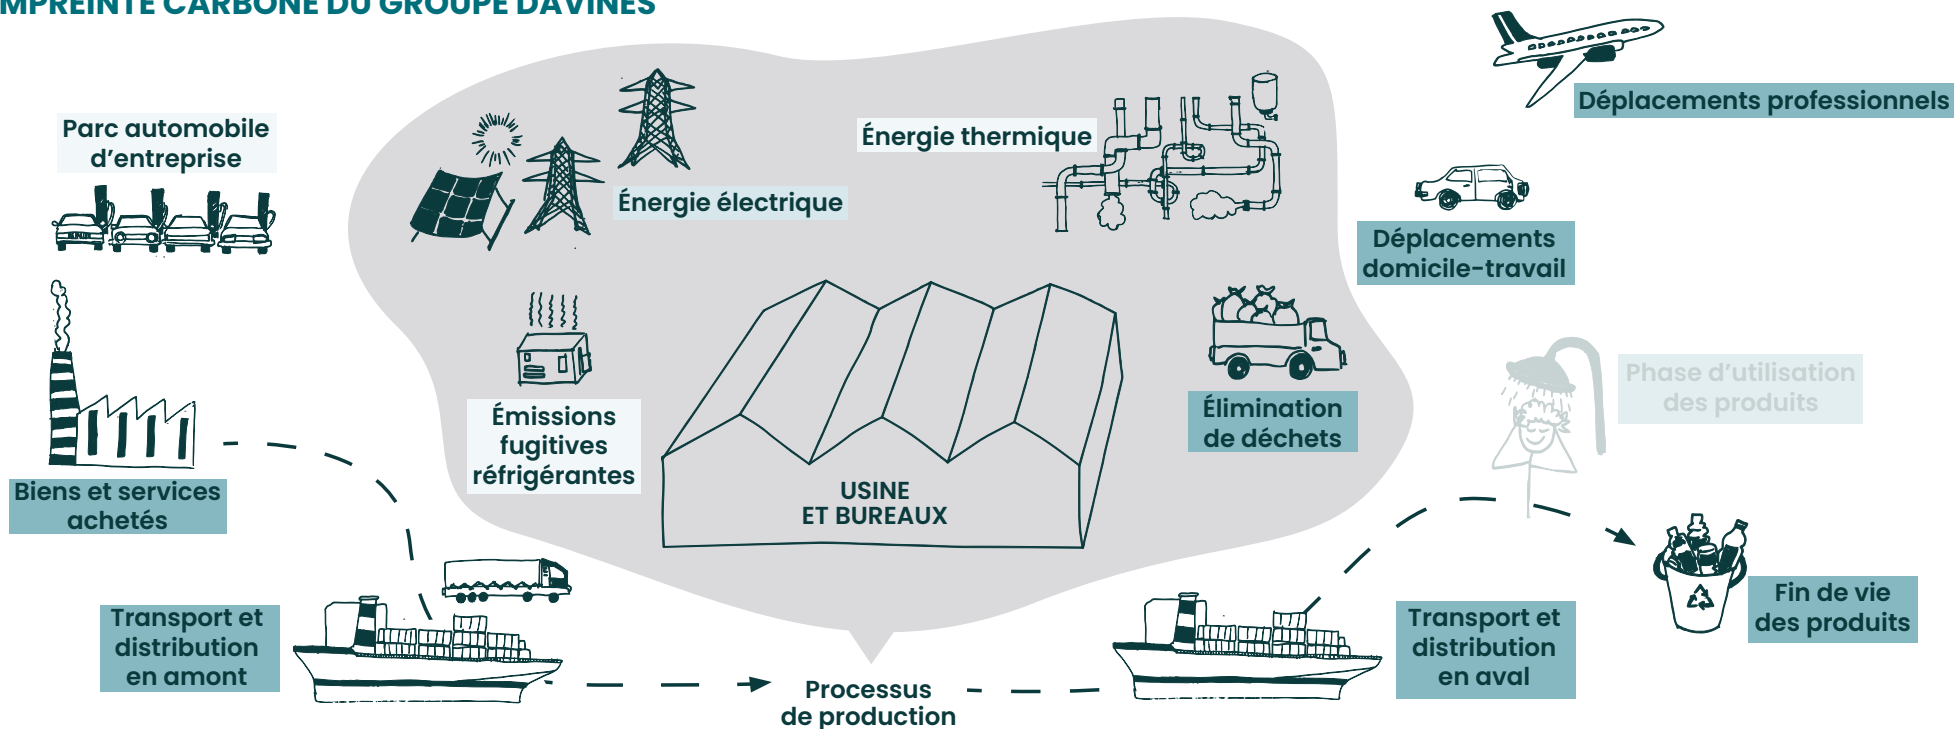 MPREINTE CARBONE DU GROUPE DAVINES
Parc automobile
d’entreprise
Énergie électrique
Énergie thermique
Déplacements professionnels
Déplacements
domicile-travail
Émissions
fugitives
réfrigérantes
Élimination
de déchets
Phase d’utilisation
des produits
USINE
ET BUREAUX
Biens et services
achetés
Transport et
distribution
en amont
Processus
de production
Transport et
distribution
en aval
Fin de vie
des produits